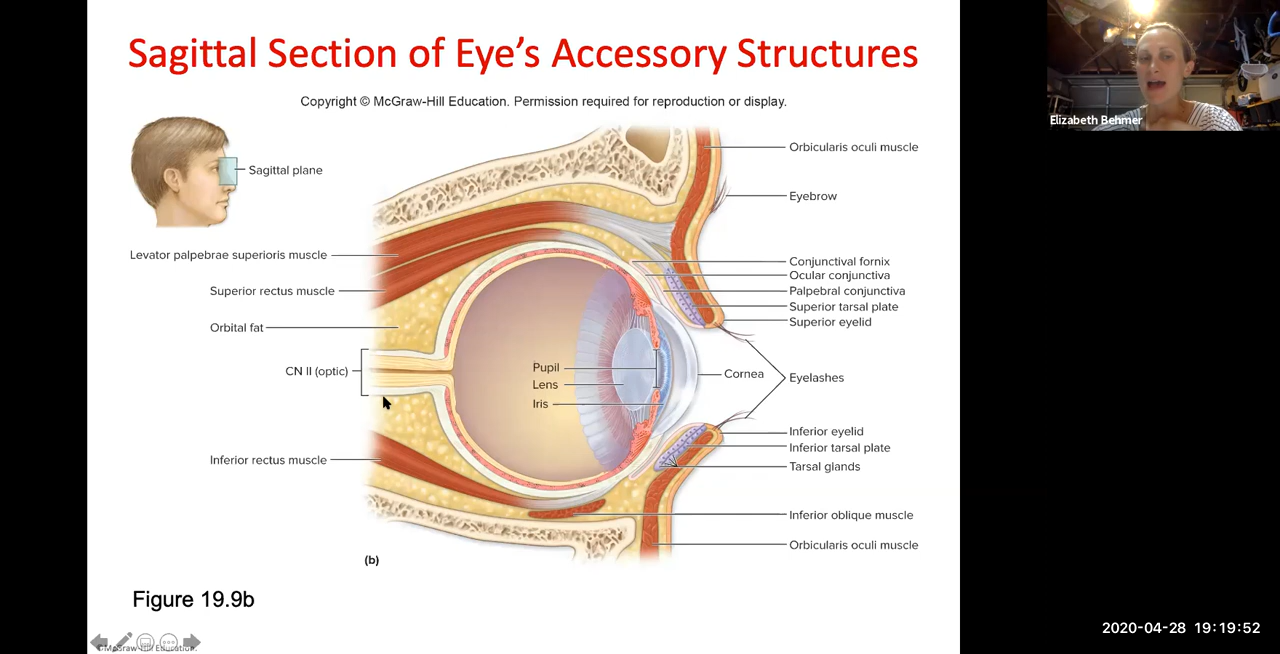 Sagittal Section of Eye's Accessory Structures
Copyright © McGraw-Hill Education. Permission required for reproduction or display.
Elizabeth Behmer
Sagittal plane
Orbicularis oculi muscle
Eyebrow
Levator palpebrae superioris muscle
Superior rectus muscle
Orbital fat
CN II (optic)
Inferior rectus muscle
Conjunctival fornix
Ocular conjunctiva
Palpebral conjunctiva
Superior tarsal plate
Superior eyelid
Pupil
Lens
Iris
Cornea
Eyelashes
Inferior eyelid
Inferior tarsal plate
Tarsal glands
Inferior oblique muscle
Orbicularis oculi muscle
(b)
Figure 19.9b
©McGraw-Hill Education.
2020-04-28 19:19:52